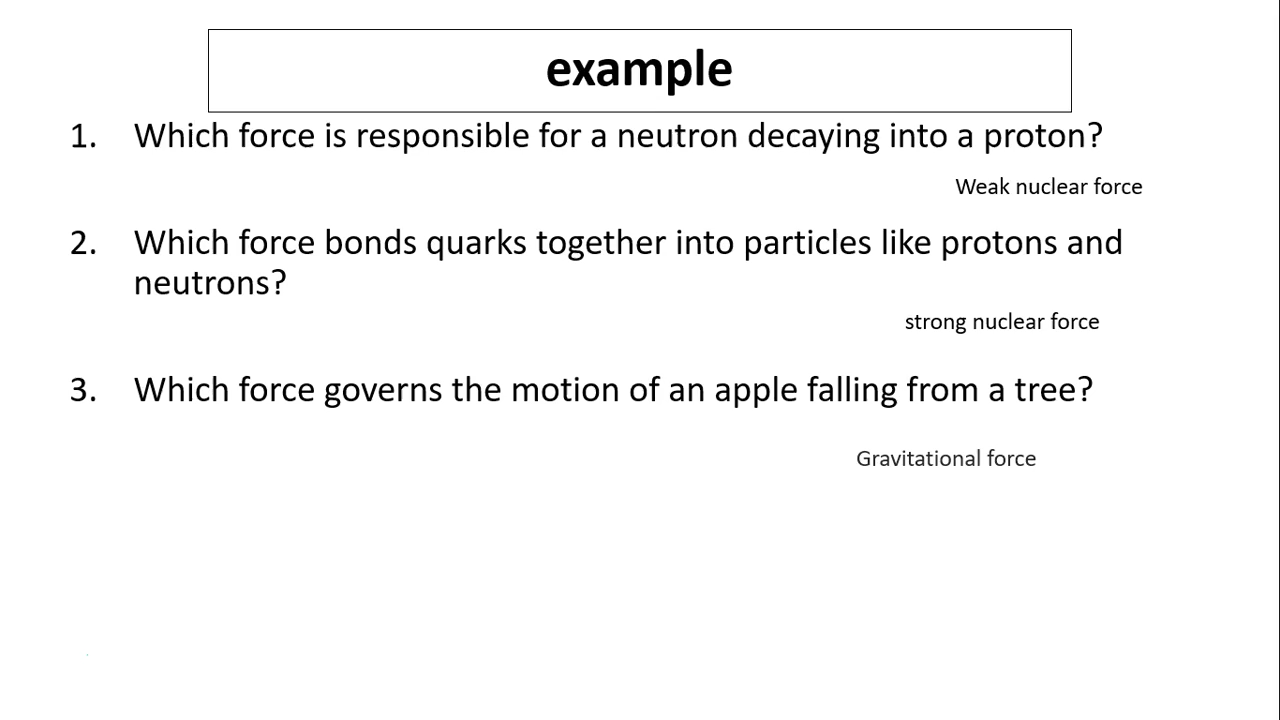 example
1. Which force is responsible for a neutron decaying into a proton?
Weak nuclear force
2. Which force bonds quarks together into particles like protons and
neutrons?
strong nuclear force
3. Which force governs the motion of an apple falling from a tree?
Gravitational force